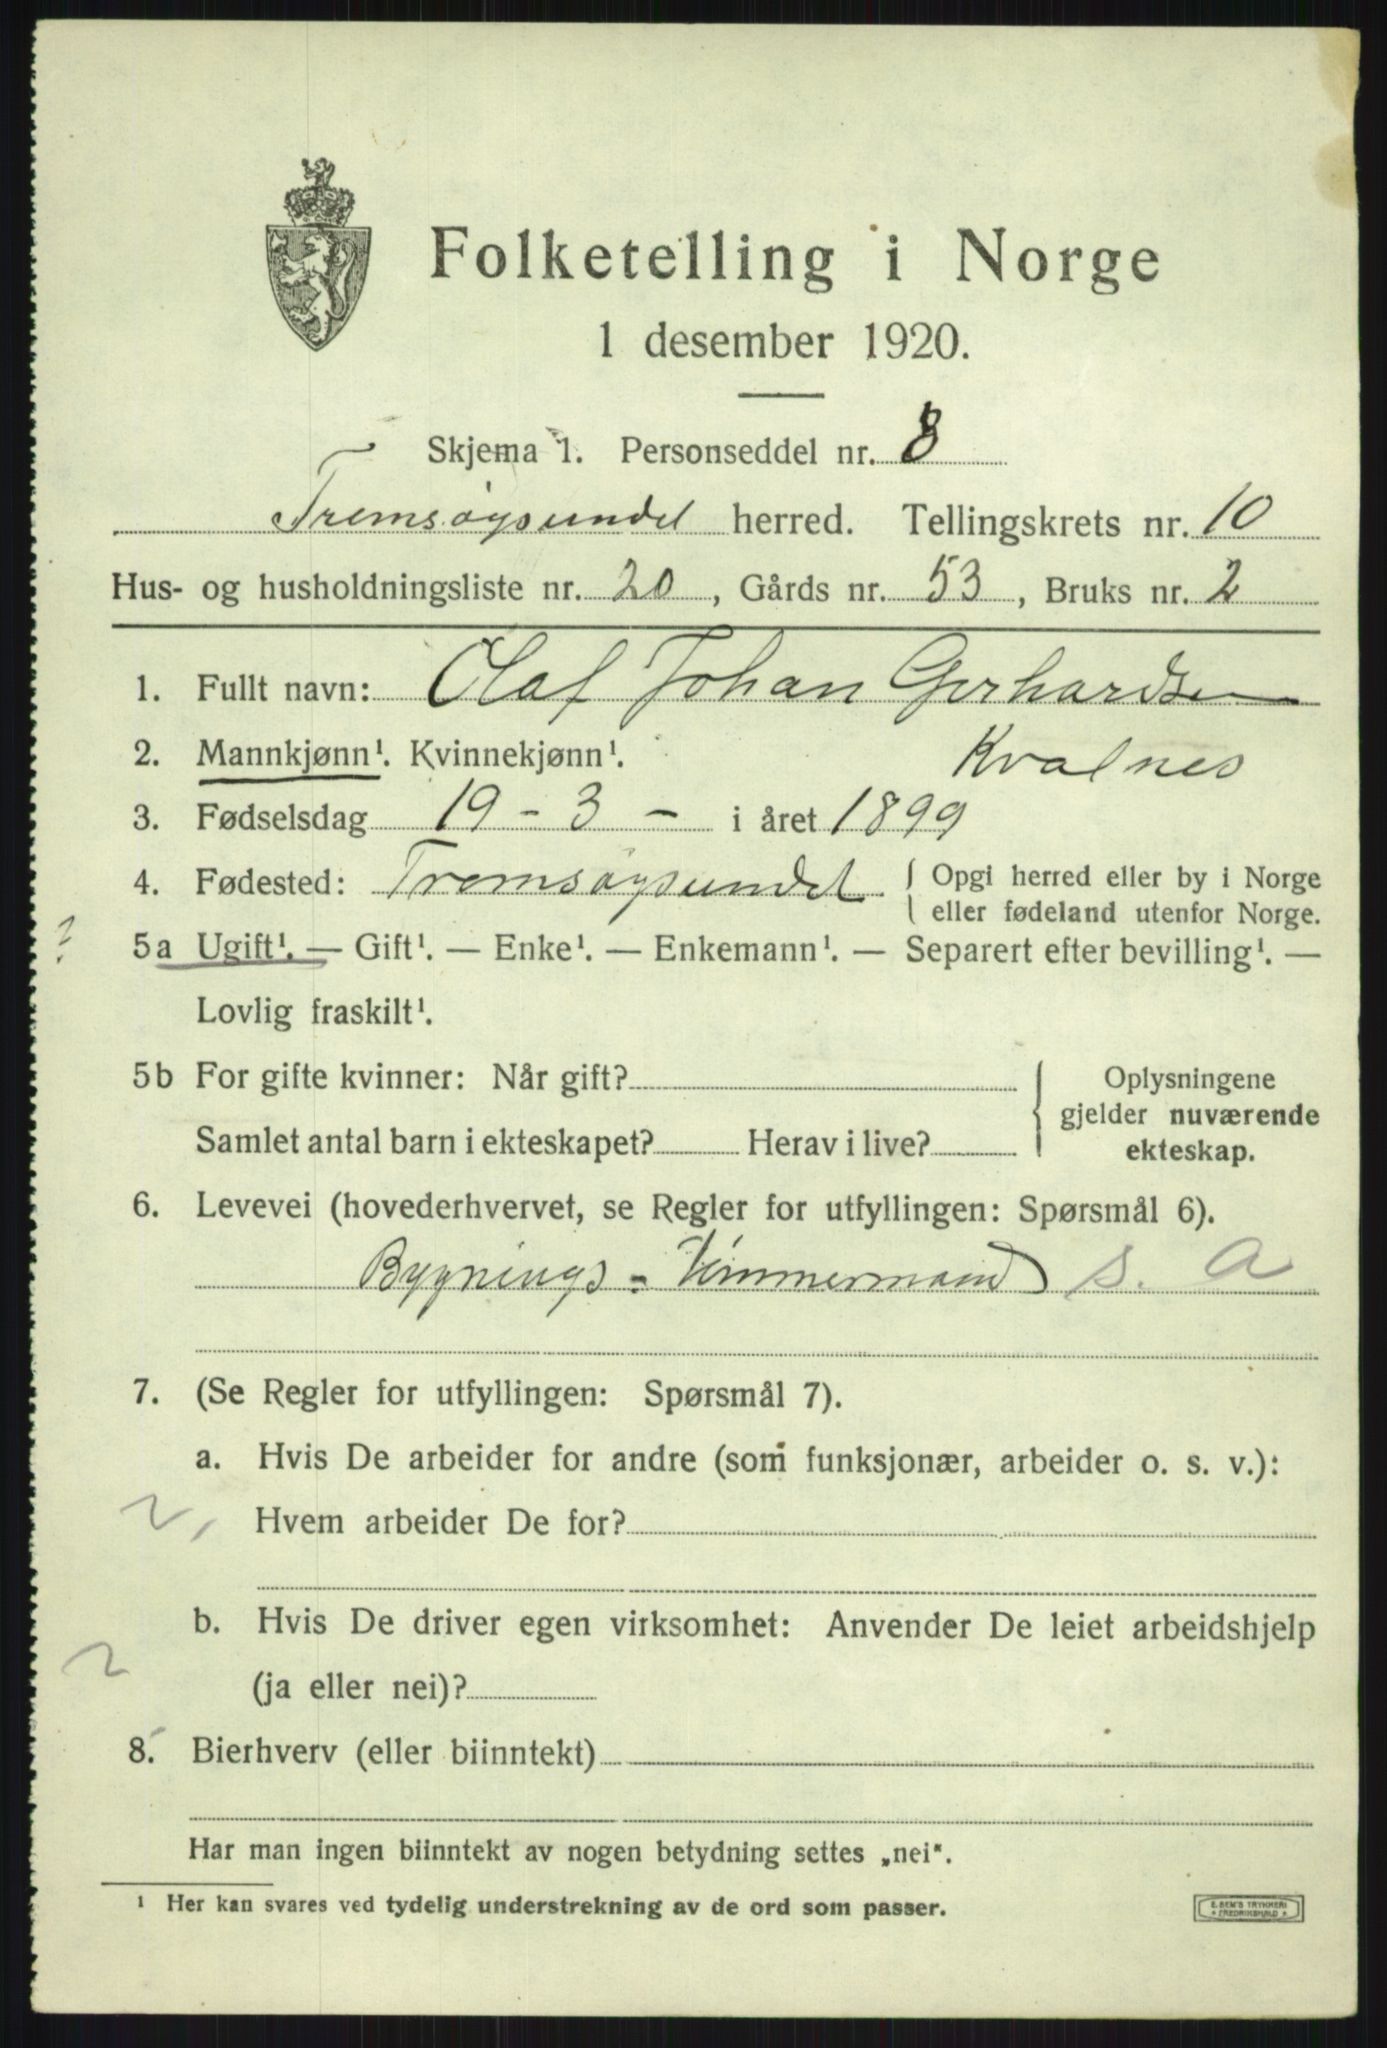 Folketelling i Norge
1 desember 1920.
Skjema 1. Personseddel nr. 8
Tromsøysundet herred. Tellingskrets nr. 10
Hus- og husholdningsliste nr. 20, Gårds nr. 53, Bruks nr. 2
1. Fullt navn: Olaf Johan Gerhardsen
Kvalnes
2. Mannkjønn¹. Kvinnekjønn¹.
3. Fødselsdag 19 - 3 - i året 1899
4. Fødested: Tromsøysundet { Opgi herred eller by i Norge
eller fødeland utenfor Norge.
? 5a Ugift¹. — Gift¹. — Enke¹. — Enkemann¹. — Separert efter bevilling¹. —
Lovlig fraskilt¹.
5b For gifte kvinner: Når gift?
Samlet antal barn i ekteskapet? Herav i live?
} Oplysningene
gjelder nuværende
ekteskap.
6. Levevei (hovederhvervet, se Regler for utfyllingen: Spørsmål 6).
Bygnings-Tømmermand s. a
7. (Se Regler for utfyllingen: Spørsmål 7).
a. Hvis De arbeider for andre (som funksjonær, arbeider o. s. v.):
Hvem arbeider De for?
b. Hvis De driver egen virksomhet: Anvender De leiet arbeidshjelp
(ja eller nei)?
8. Bierhverv (eller biinntekt)
Har man ingen biinntekt av nogen betydning settes „nei“.
¹ Her kan svares ved tydelig understrekning av de ord som passer.
E. SEM'S TRYKKERI
FREDRIKSHALD